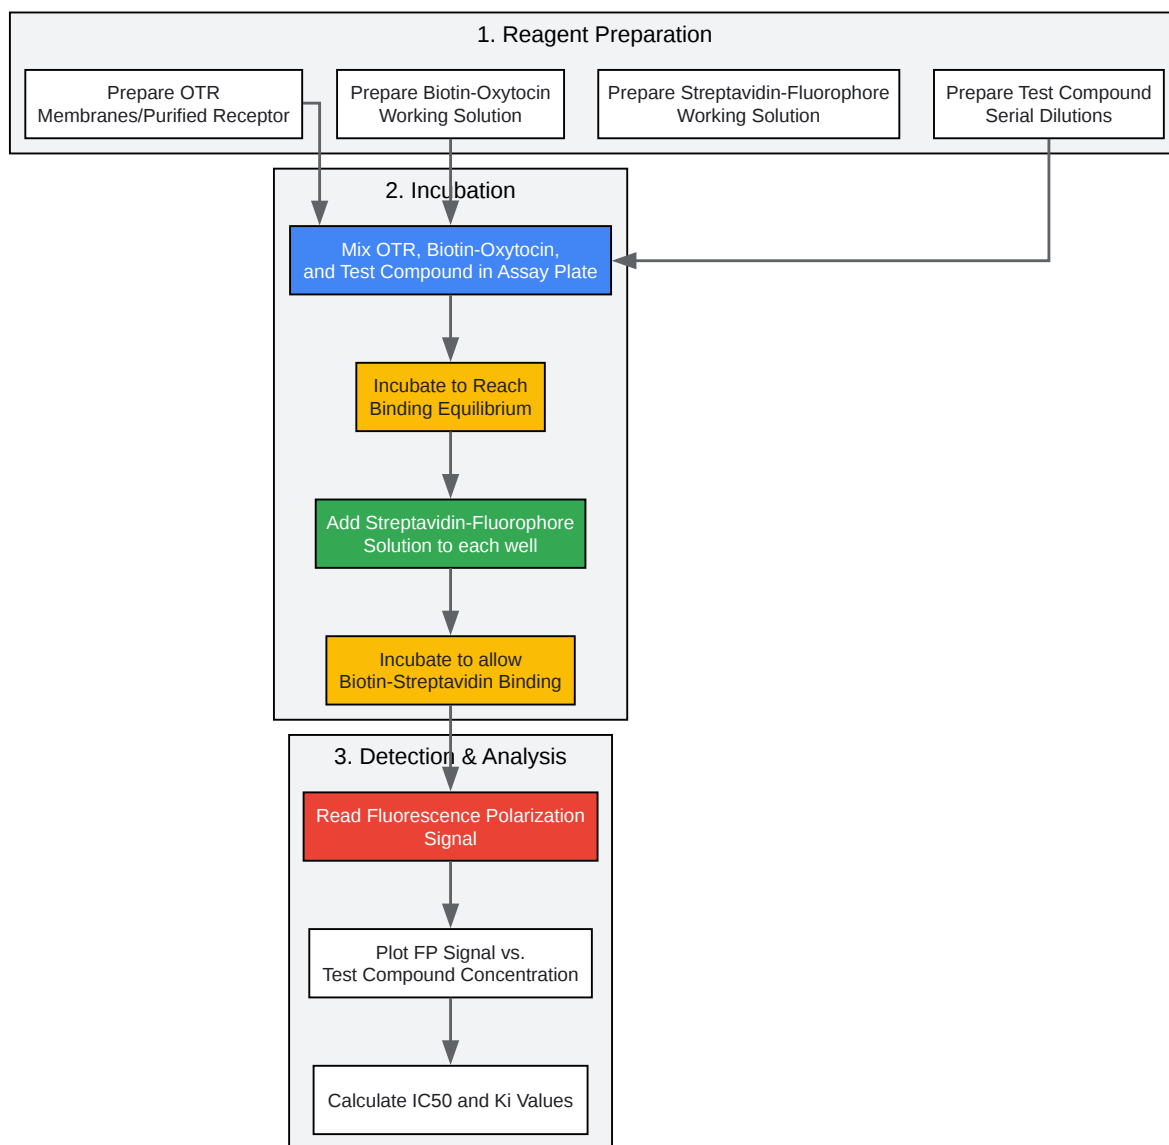 1. Reagent Preparation
Prepare OTR
Membranes/Purified Receptor
Prepare Biotin-Oxytocin
Working Solution
Prepare Streptavidin-Fluorophore
Working Solution
Prepare Test Compound
Serial Dilutions
2. Incubation
Mix OTR, Biotin-Oxytocin,
and Test Compound in Assay Plate
Incubate to Reach
Binding Equilibrium
Add Streptavidin-Fluorophore
Solution to each well
Incubate to allow
Biotin-Streptavidin Binding
3. Detection & Analysis
Read Fluorescence Polarization
Signal
Plot FP Signal vs.
Test Compound Concentration
Calculate IC50 and Ki Values